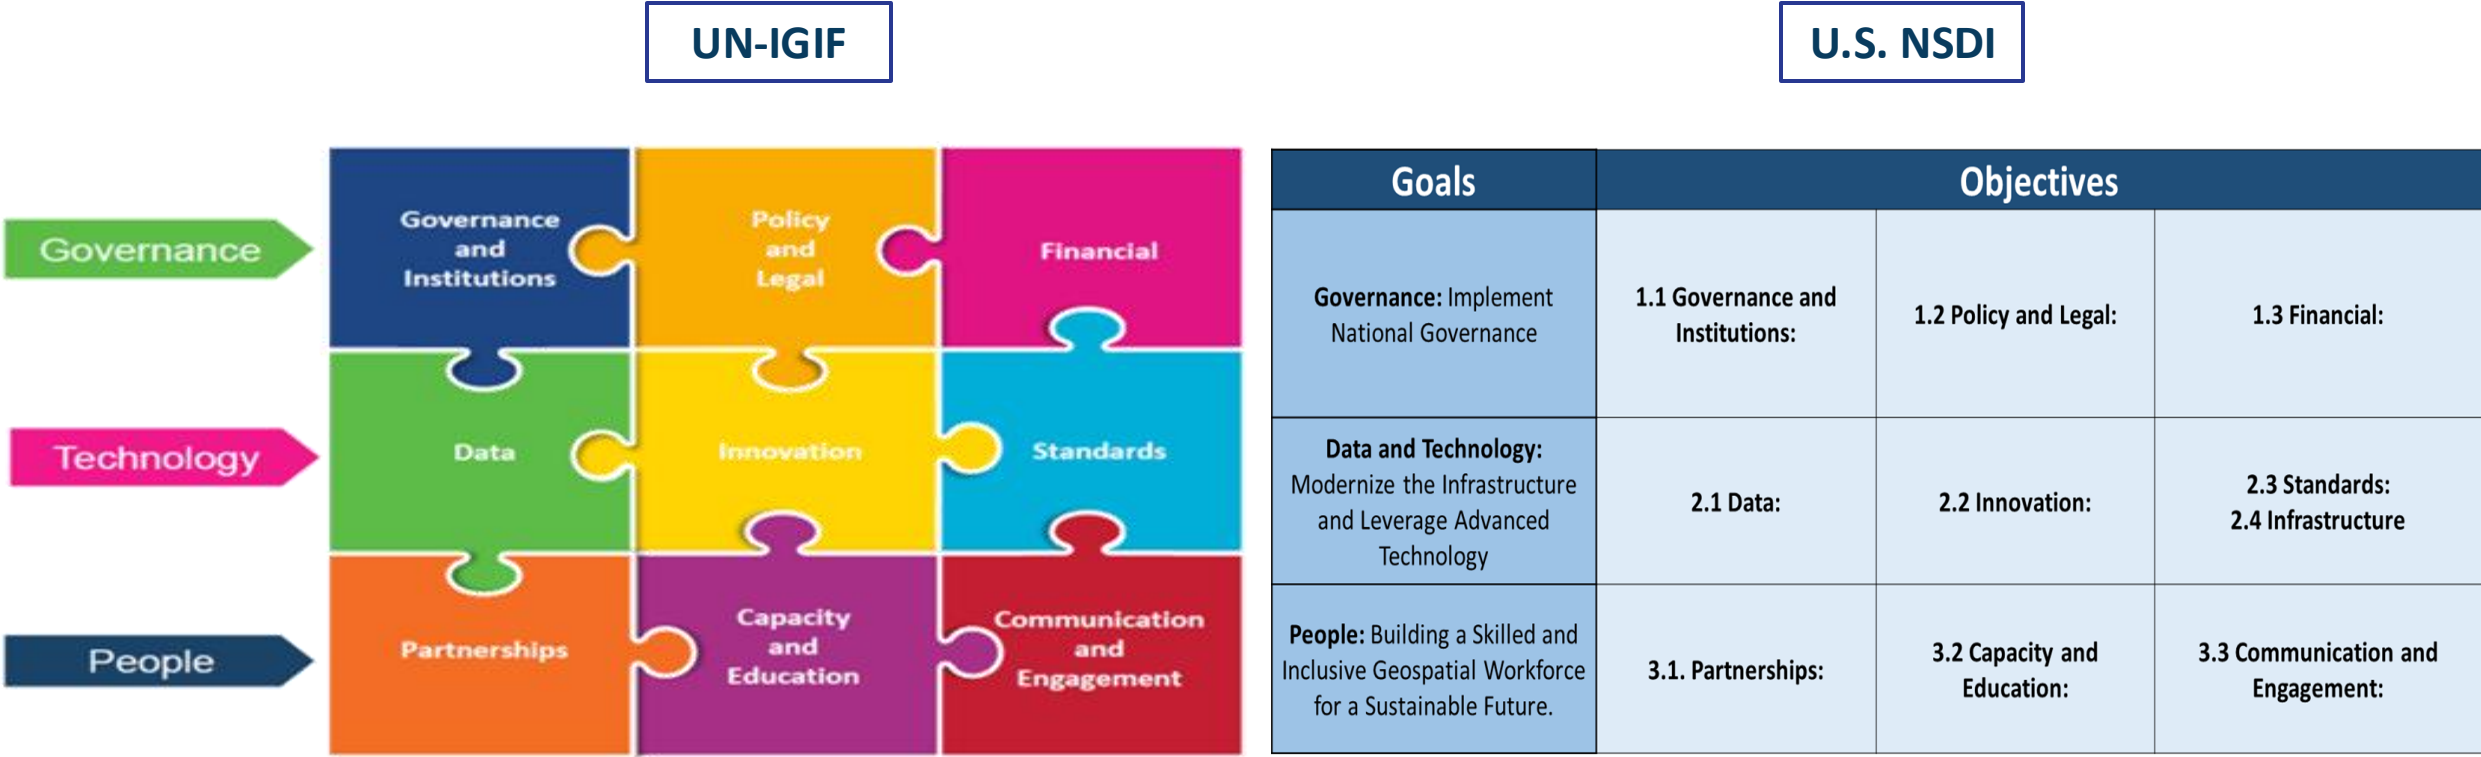 UN-IGIF
U.S. NSDI
Governance
Technology
People
Governance
and
Institutions
Policy
and
Legal
Financial
Data
Innovation
Standards
Partnerships
Capacity
and
Education
Communication
and
Engagement
Goals
Objectives
Governance: Implement
National Governance
1.1 Governance and
Institutions:
1.2 Policy and Legal:
1.3 Financial:
Data and Technology:
Modernize the Infrastructure
and Leverage Advanced
Technology
2.1 Data:
2.2 Innovation:
2.3 Standards:
2.4 Infrastructure
People: Building a Skilled and
Inclusive Geospatial Workforce
for a Sustainable Future.
3.1. Partnerships:
3.2 Capacity and
Education:
3.3 Communication and
Engagement: